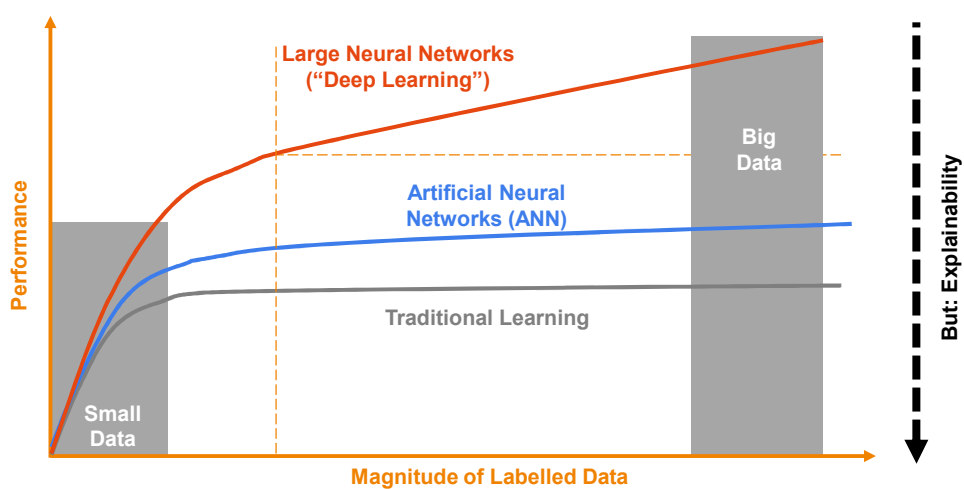 Large Neural Networks
(“Deep Learning”)
Big
Data
Artificial Neural
Networks (ANN)
Traditional Learning
Small
Data
Performance
Magnitude of Labelled Data
But: Explainability